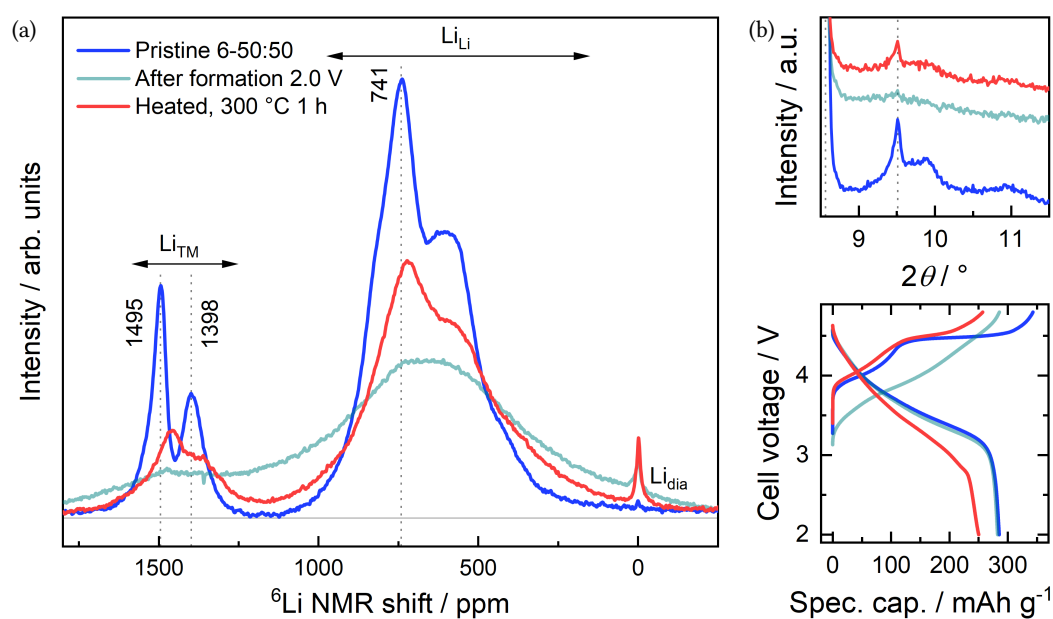 (a)
Pristine 6-50:50
After formation 2.0 V
Heated, 300 °C 1 h
Li_Li
741
Li_TM
1495
1398
Li_dia
Intensity / arb. units
1500
1000
500
0
⁶Li NMR shift / ppm
(b)
Intensity / a.u.
9
10
11
2θ / °
Cell voltage / V
4
3
2
0
100
200
300
Spec. cap. / mAh g⁻¹